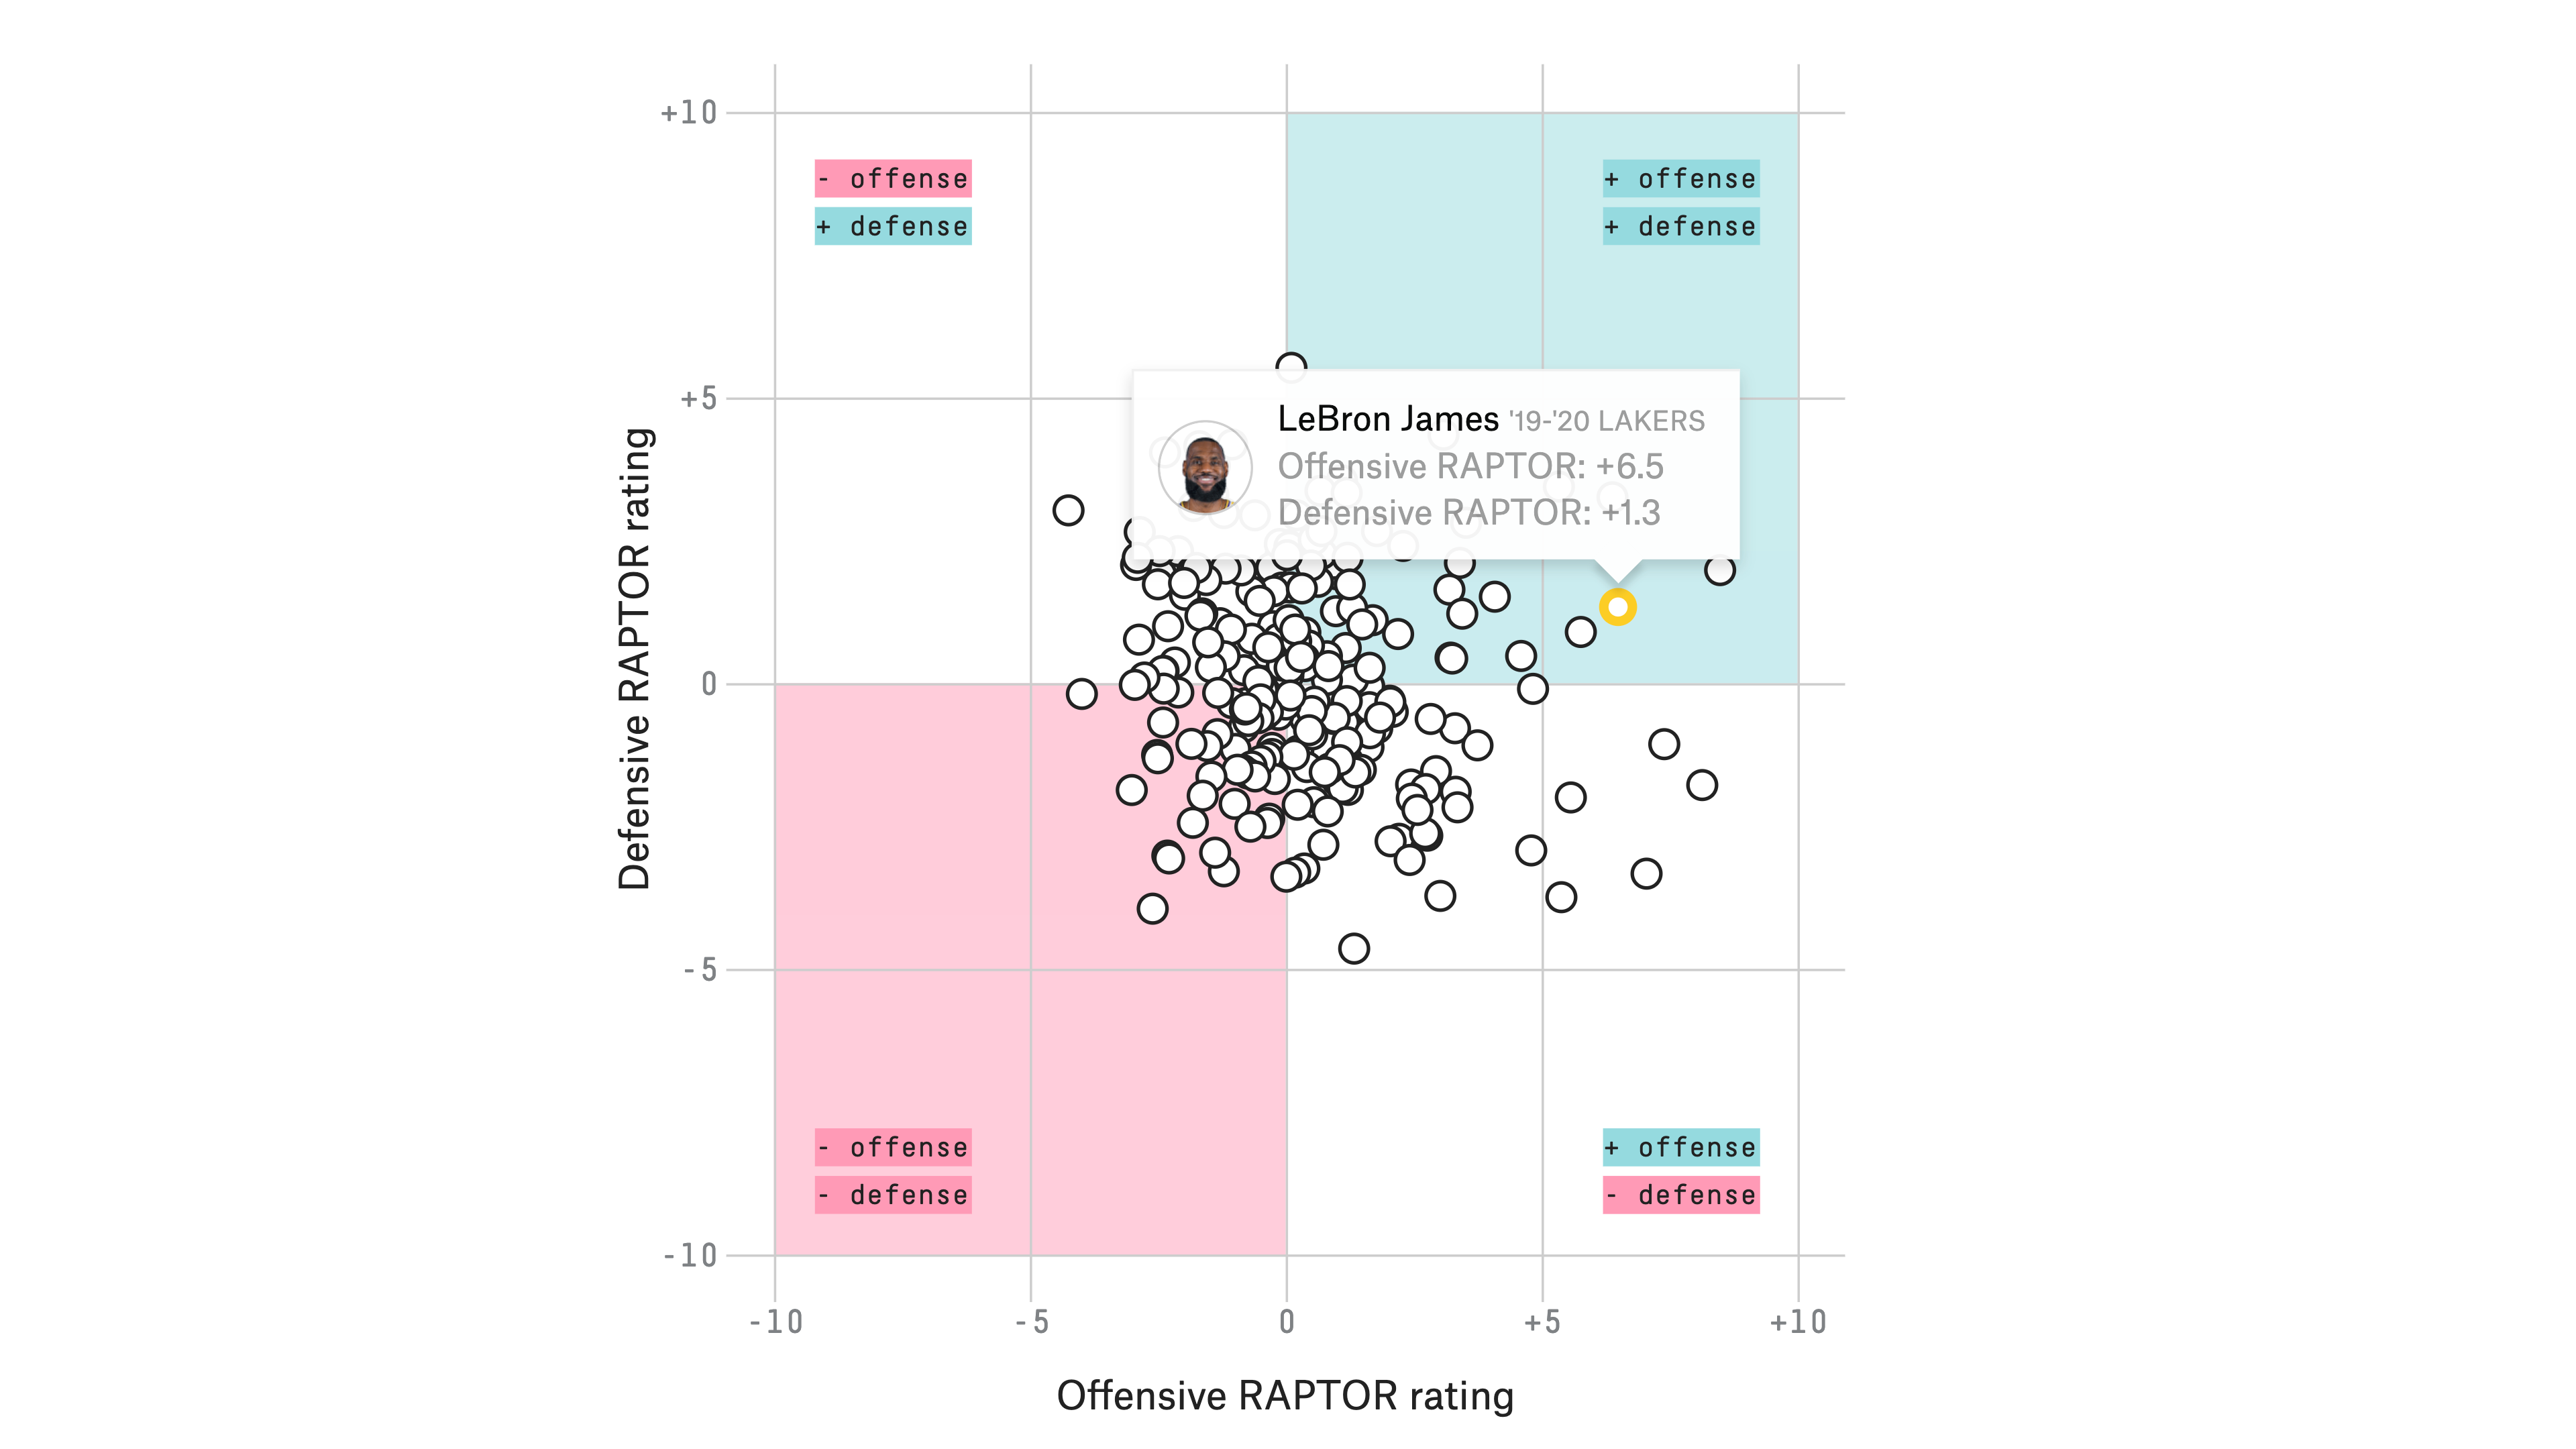 +10
- offense
+ defense
+ offense
+ defense
+5
LeBron James '19-'20 LAKERS
Offensive RAPTOR: +6.5
Defensive RAPTOR: +1.3
Defensive RAPTOR rating
0
-5
- offense
- defense
+ offense
- defense
-10
-10
-5
0
+5
+10
Offensive RAPTOR rating